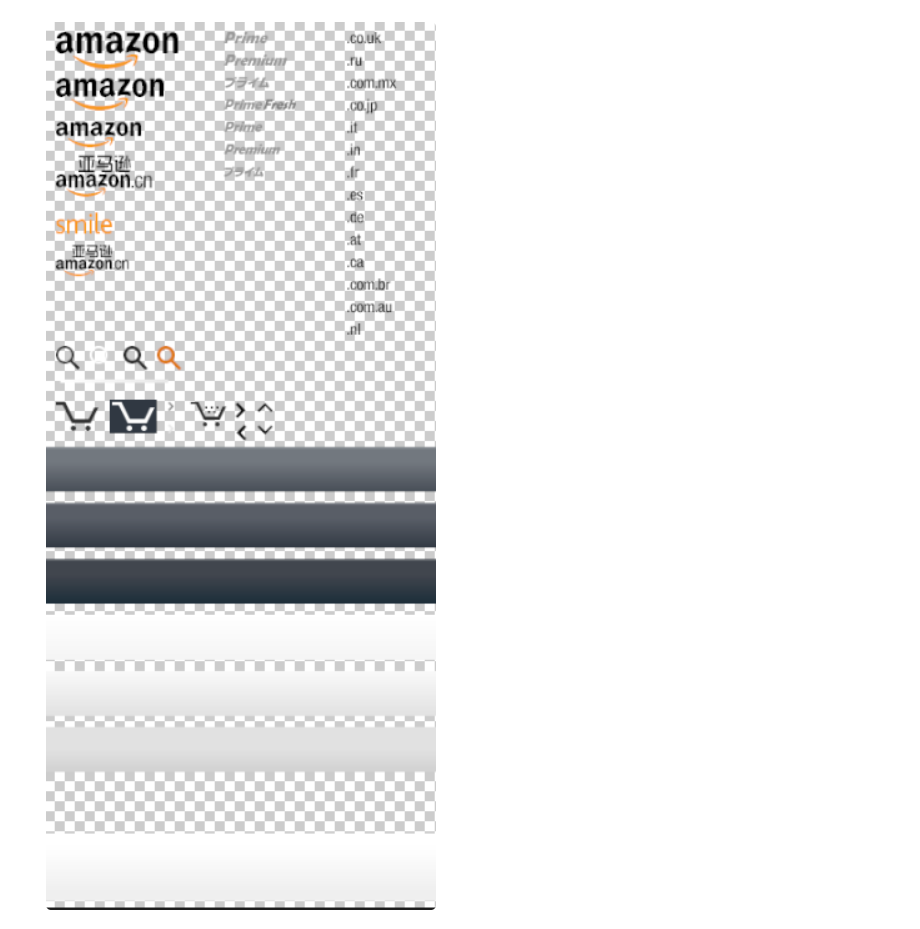 amazon
amazon
amazon
亚马逊
amazon.cn
smile
亚马逊
amazon.cn
Prime
Premium
プライム
PrimeFresh
Prime
Premium
プライム
.co.uk
.ru
.com.mx
.co.jp
.it
.in
.fr
.es
.de
.at
.ca
.com.br
.com.au
.nl